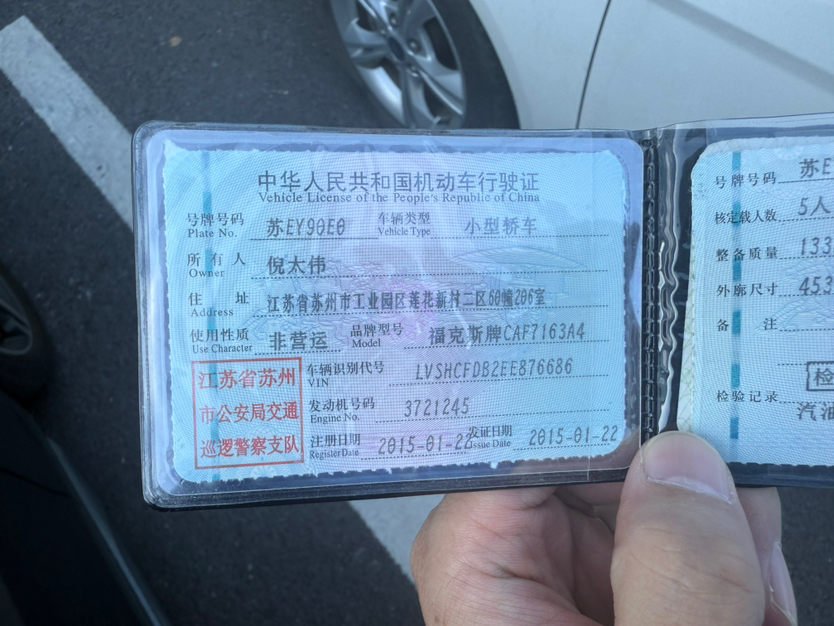 中华人民共和国机动车行驶证
Vehicle License of the People's Republic of China
号牌号码 苏EY90E0 车辆类型 小型轿车
Plate No. Vehicle Type
所有人 倪大伟
Owner
住址 江苏省苏州市工业园区莲花新村二区60幢206室
Address
使用性质 非营运 品牌型号 福克斯牌CAF7163A4
Use Character Model
江苏省苏州
市公安局交通
巡逻警察支队
车辆识别代号 LVSHCFDB2EE876686
VIN
发动机号码 3721245
Engine No.
注册日期 2015-01-22 发证日期 2015-01-22
Register Date Issue Date
号牌号码 苏E
核定载人数 5人
整备质量 133
外廓尺寸 453
备注
检验记录 检
汽油